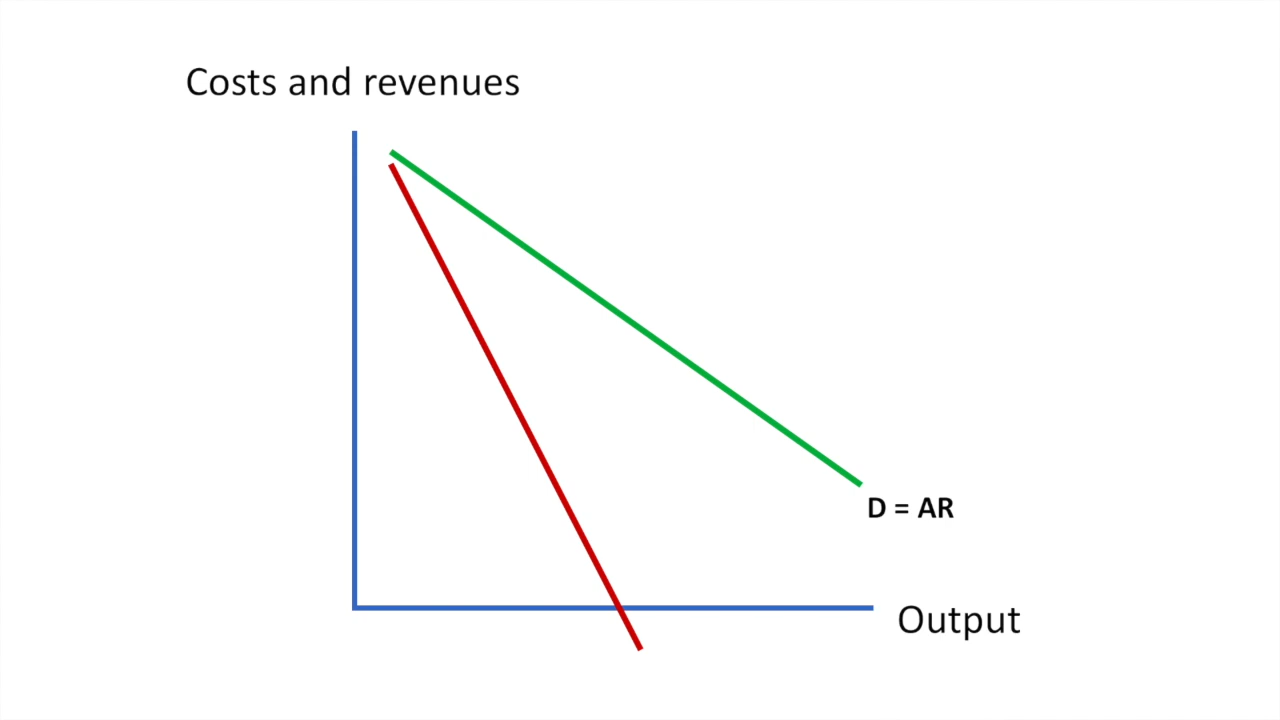 Costs and revenues
D = AR
Output